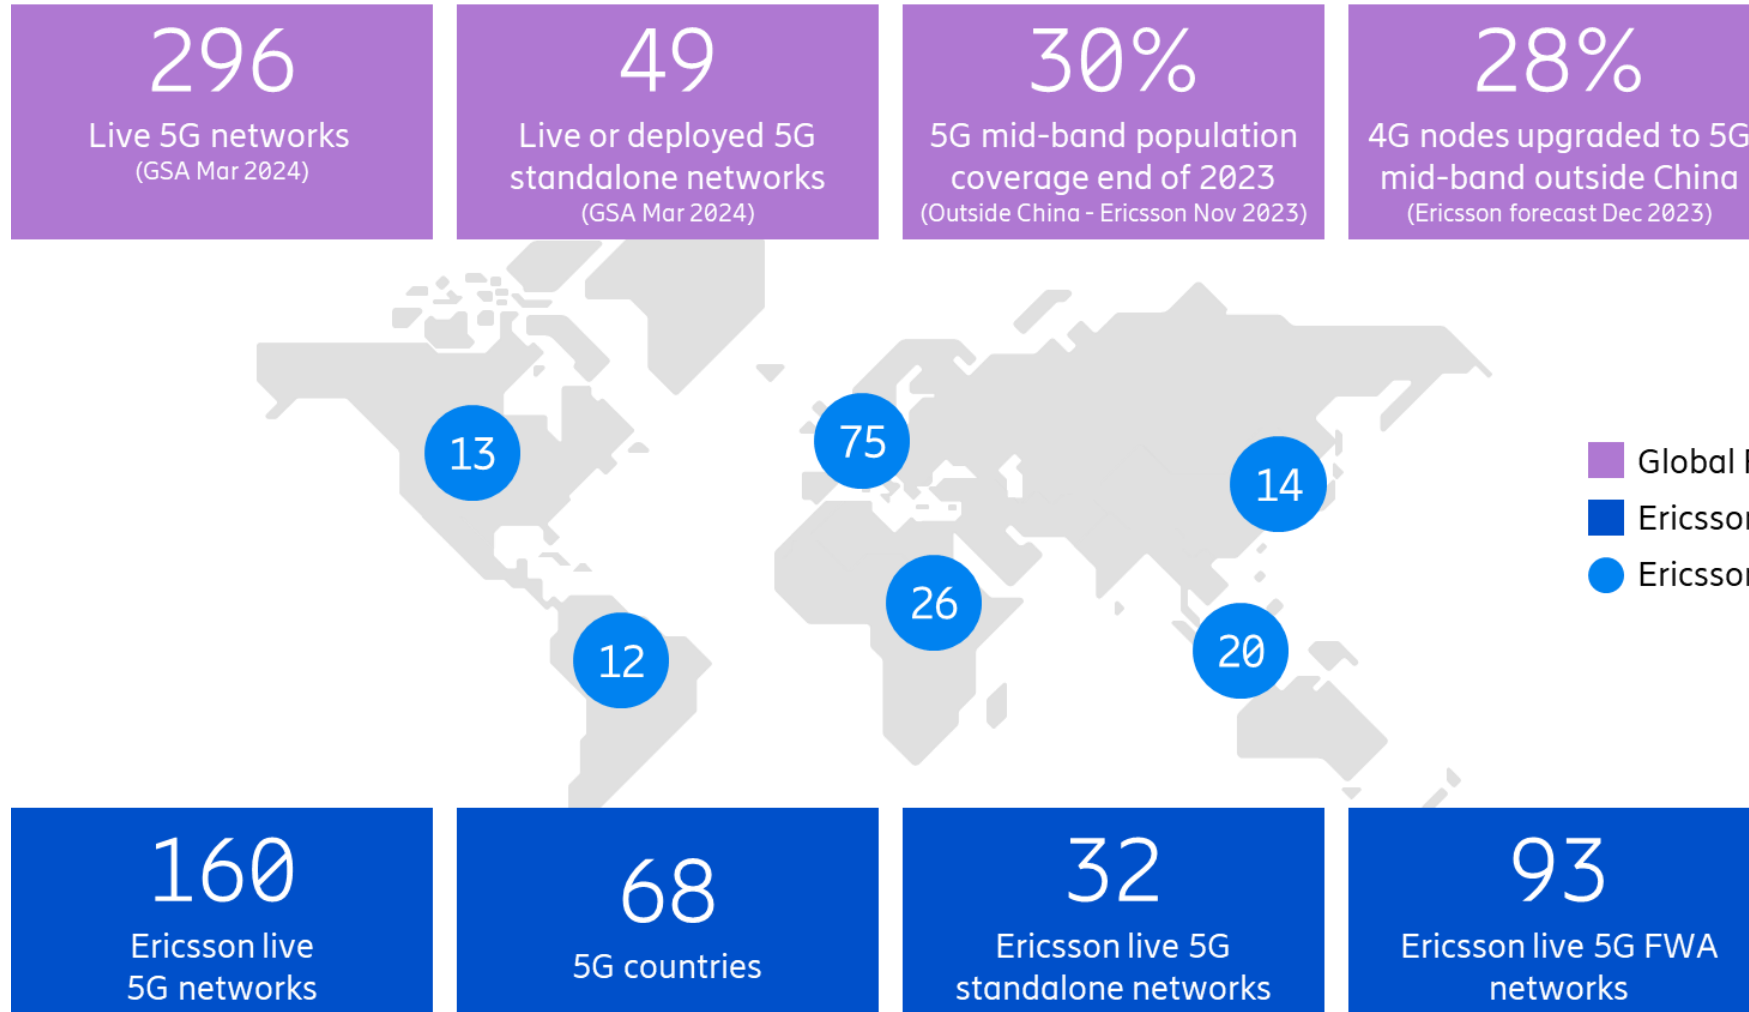 296
Live 5G networks
(GSA Mar 2024)
49
Live or deployed 5G
standalone networks
(GSA Mar 2024)
30%
5G mid-band population
coverage end of 2023
(Outside China - Ericsson Nov 2023)
28%
4G nodes upgraded to 5G
mid-band outside China
(Ericsson forecast Dec 2023)
13
75
14
26
12
20
Global
160
Ericsson live
5G networks
68
5G countries
32
Ericsson live 5G
standalone networks
93
Ericsson live 5G FWA
networks